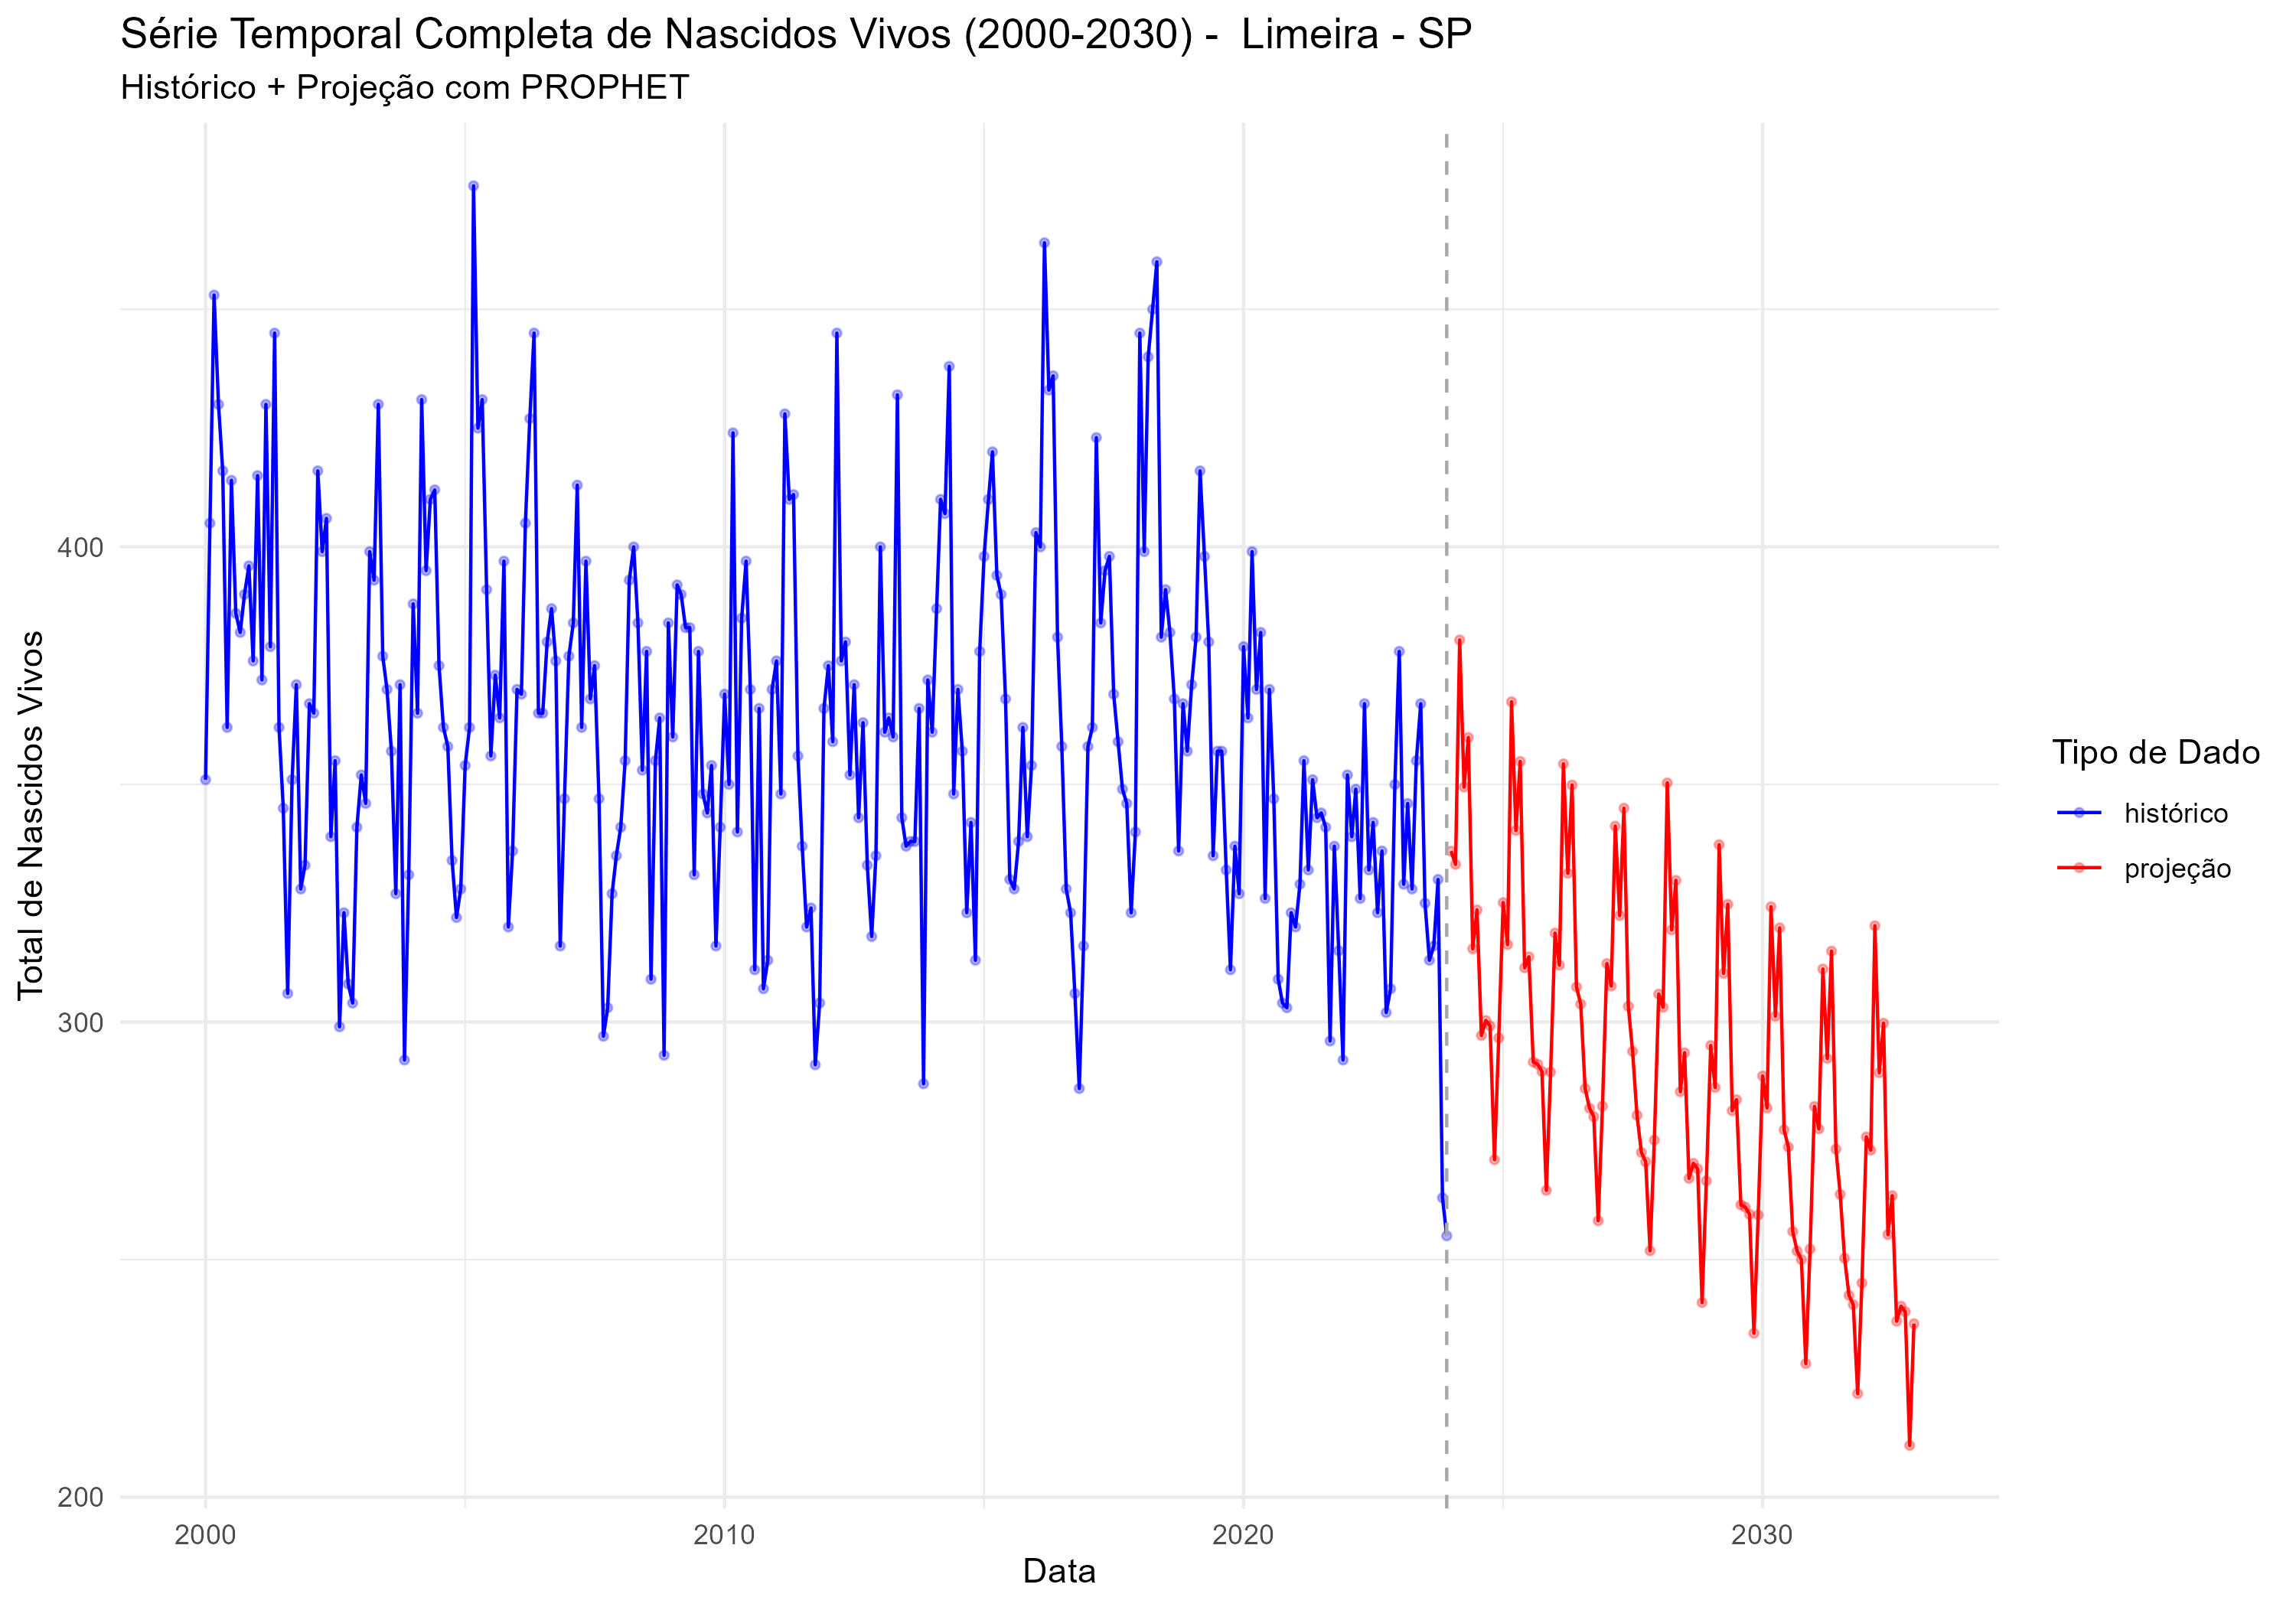 Série Temporal Completa de Nascidos Vivos (2000-2030) -  Limeira - SP
Histórico + Projeção com PROPHET
Total de Nascidos Vivos
400
300
200
2000
2010
2020
2030
Data
Tipo de Dado
histórico
projeção